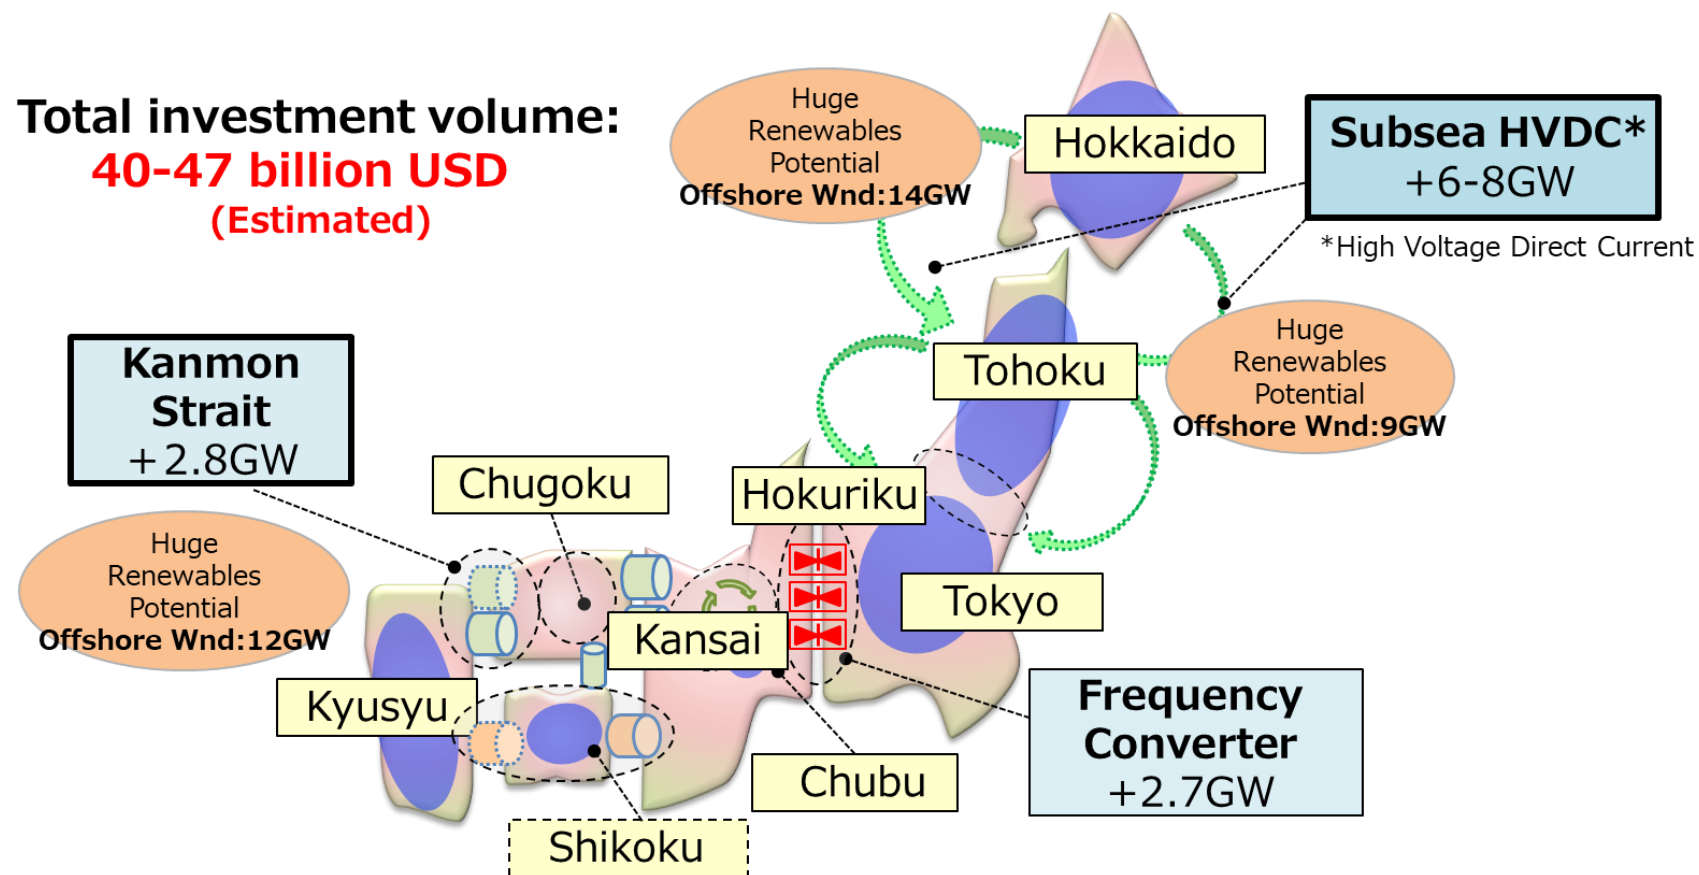 Total investment volume:
40-47 billion USD
(Estimated)
Huge
Renewables
Potential
Offshore Wnd:14GW
Hokkaido
Subsea HVDC*
+6-8GW
*High Voltage Direct Current
Huge
Renewables
Potential
Offshore Wnd:9GW
Tohoku
Kanmon
Strait
+2.8GW
Chugoku
Hokuriku
Huge
Renewables
Potential
Offshore Wnd:12GW
Kansai
Tokyo
Kyusyu
Frequency
Converter
+2.7GW
Chubu
Shikoku